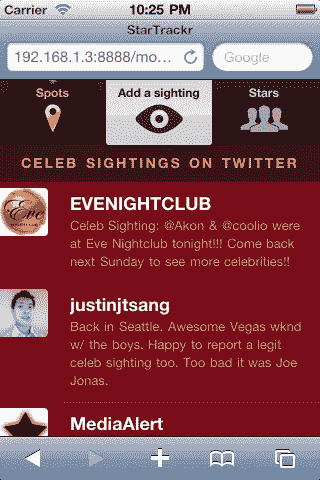 Carrier 10:25 PM
StarTrackr
192.168.1.3:8888/mo... Google
Spots Add a sighting Stars
CELEB SIGHTINGS ON TWITTER
Eve
EVENIGHTCLUB
Celeb Sighting: @Akon & @coolio were
at Eve Nightclub tonight!!! Come back
next Sunday to see more celebrities!!
justinjtsang
Back in Seattle. Awesome Vegas wknd
w/ the boys. Happy to report a legit
celeb sighting too. Too bad it was Joe
Jonas.
MediaAlert